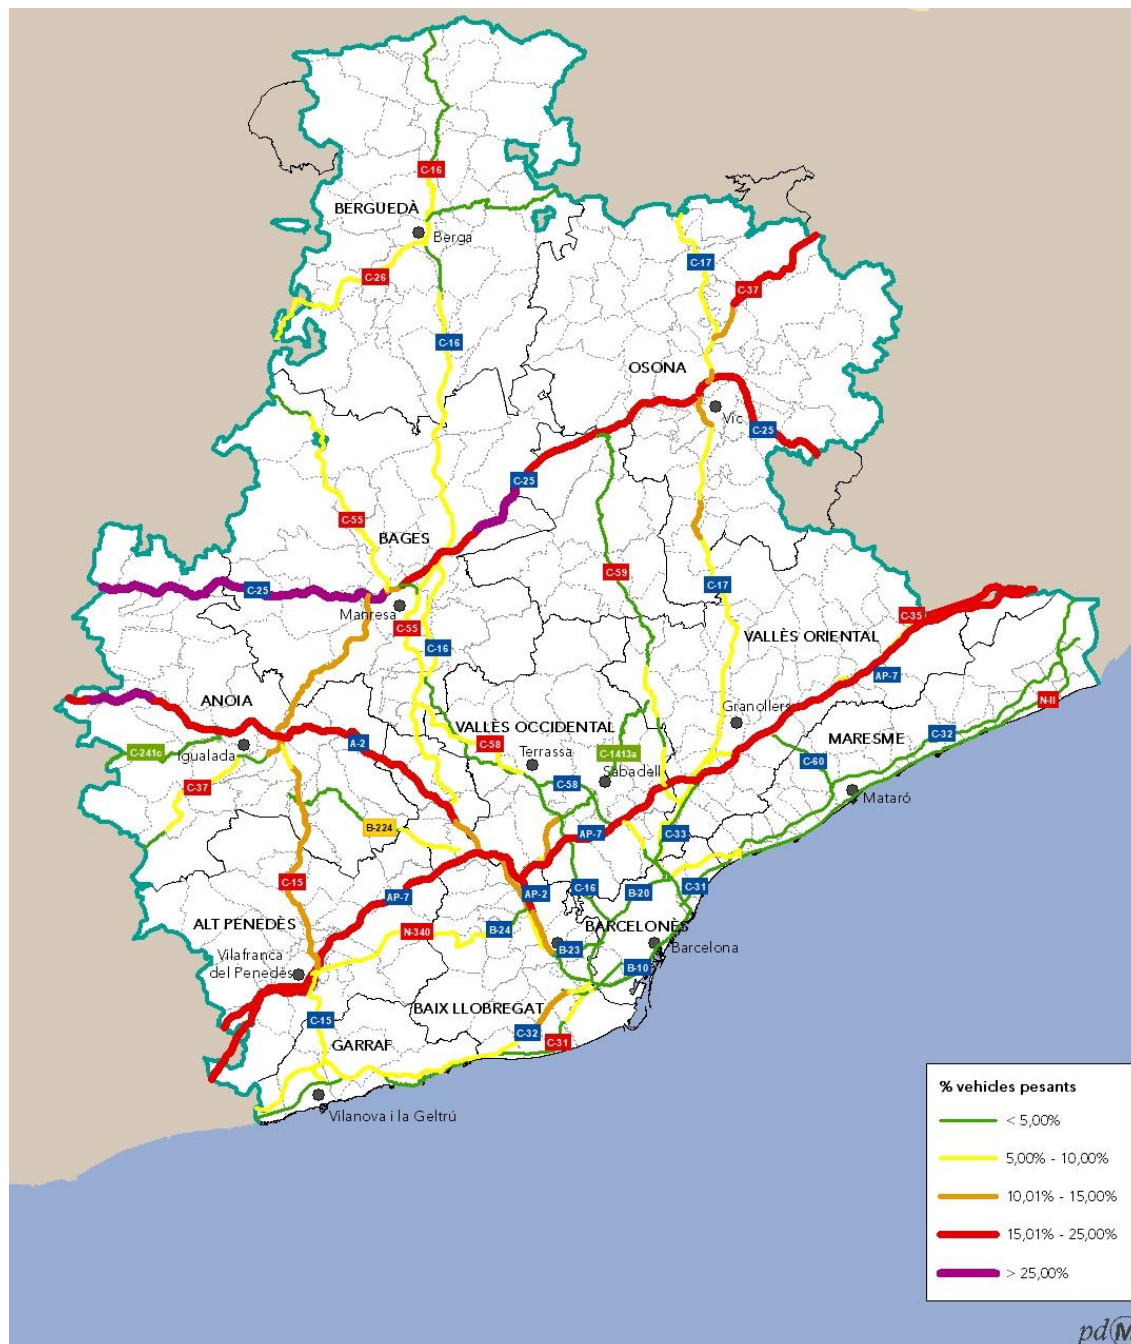 C-16
BERGUEDÀ
Berga
C-17
C-26
C-37
C-16
OSONA
Vic
C-25
C-25
C-55
BAGES
C-59
C-25
C-17
Manresa
C-35
C-55
VALLÈS ORIENTAL
C-16
AP-7
ANOIA
N-II
Granollers
VALLÈS OCCIDENTAL
C-32
MARESME
A-2
C-58
C-241c
Igualada
Terrassa
C-1413a
C-60
Sabadell
C-37
C-58
Mataró
B-224
AP-7
C-33
C-15
C-16
C-31
AP-7
AP-2
B-20
ALT PENEDÈS
N-340
B-24
BARCELONÈS
B-23
Barcelona
Vilafranca
del Penedès
B-10
BAIX LLOBREGAT
C-15
C-32
C-31
GARRAF
Vilanova i la Geltrú
% vehicles pesants
< 5,00%
5,00% - 10,00%
10,01% - 15,00%
15,01% - 25,00%
> 25,00%
pdM